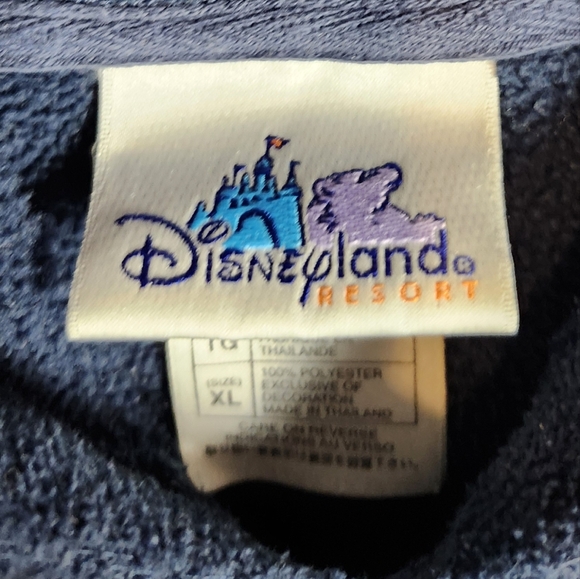 Disneyland®
RESORT
TG
THAILANDE
(SIZE)
XL
100% POLYESTER
EXCLUSIVE OF
DECORATION
MADE IN THAILAND
CARE ON REVERSE
INDICATIONS AU VERSO